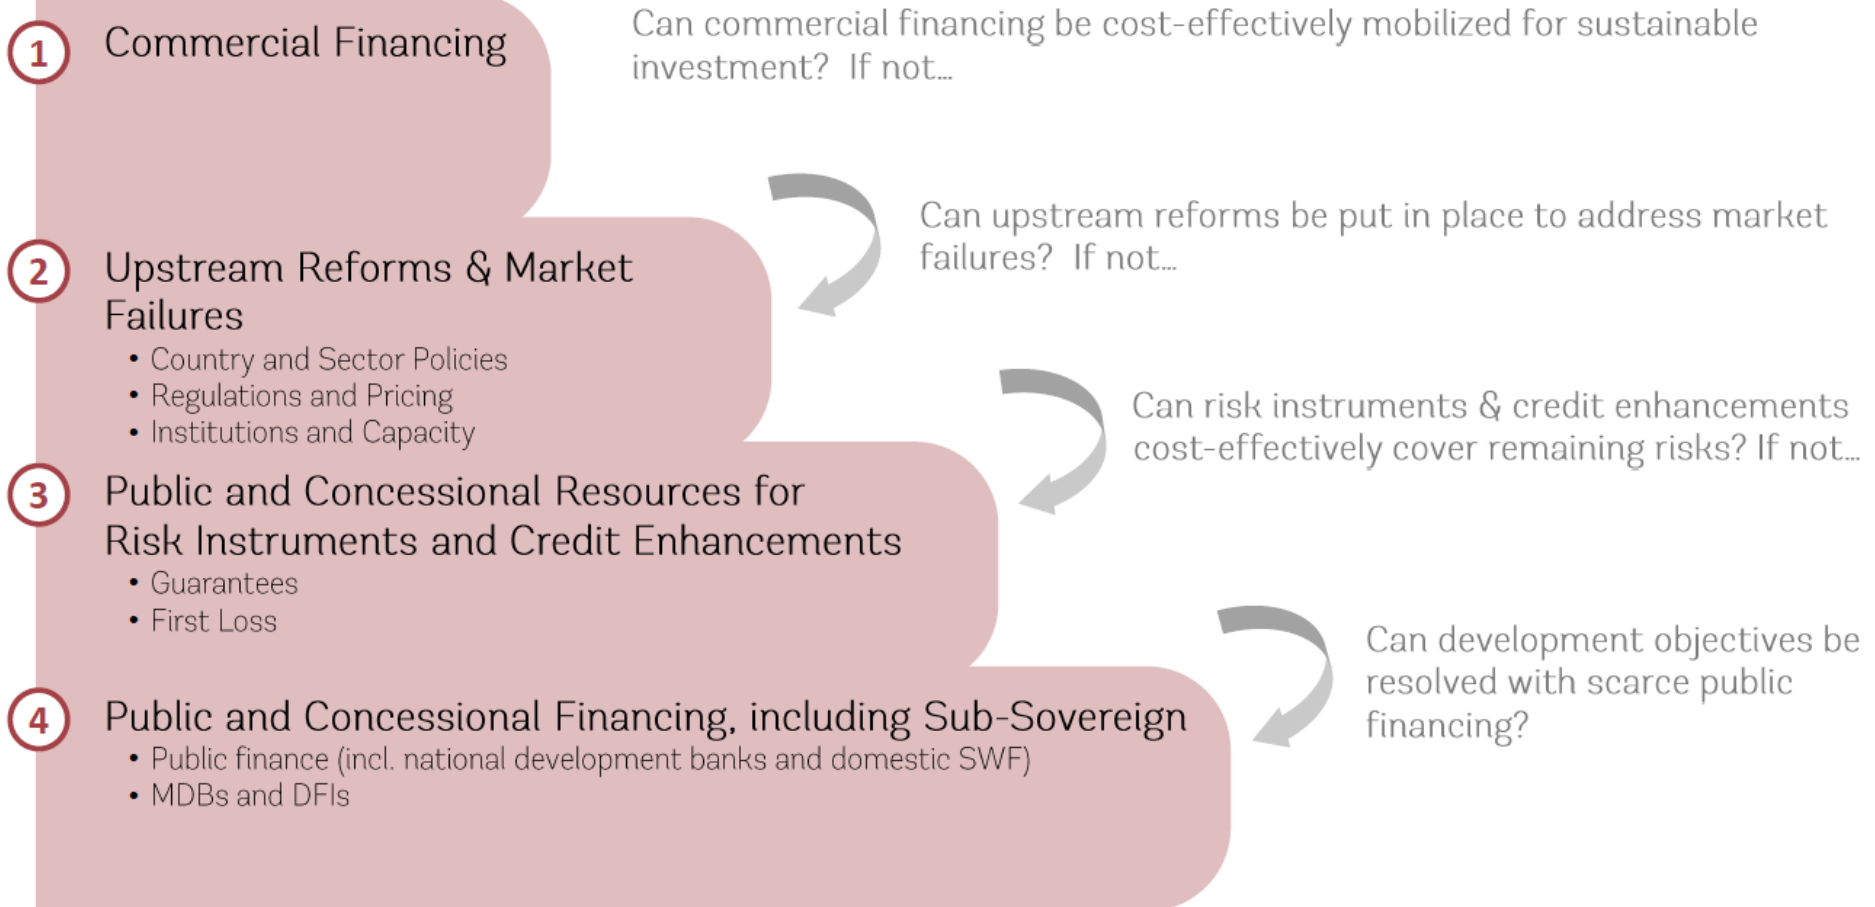 1 Commercial Financing
Can commercial financing be cost-effectively mobilized for sustainable
investment? If not...
Can upstream reforms be put in place to address market
failures? If not...
2 Upstream Reforms & Market
Failures
• Country and Sector Policies
• Regulations and Pricing
• Institutions and Capacity
Can risk instruments & credit enhancements
cost-effectively cover remaining risks? If not...
3 Public and Concessional Resources for
Risk Instruments and Credit Enhancements
• Guarantees
• First Loss
Can development objectives be
resolved with scarce public
financing?
4 Public and Concessional Financing, including Sub-Sovereign
• Public finance (incl. national development banks and domestic SWF)
• MDBs and DFIs